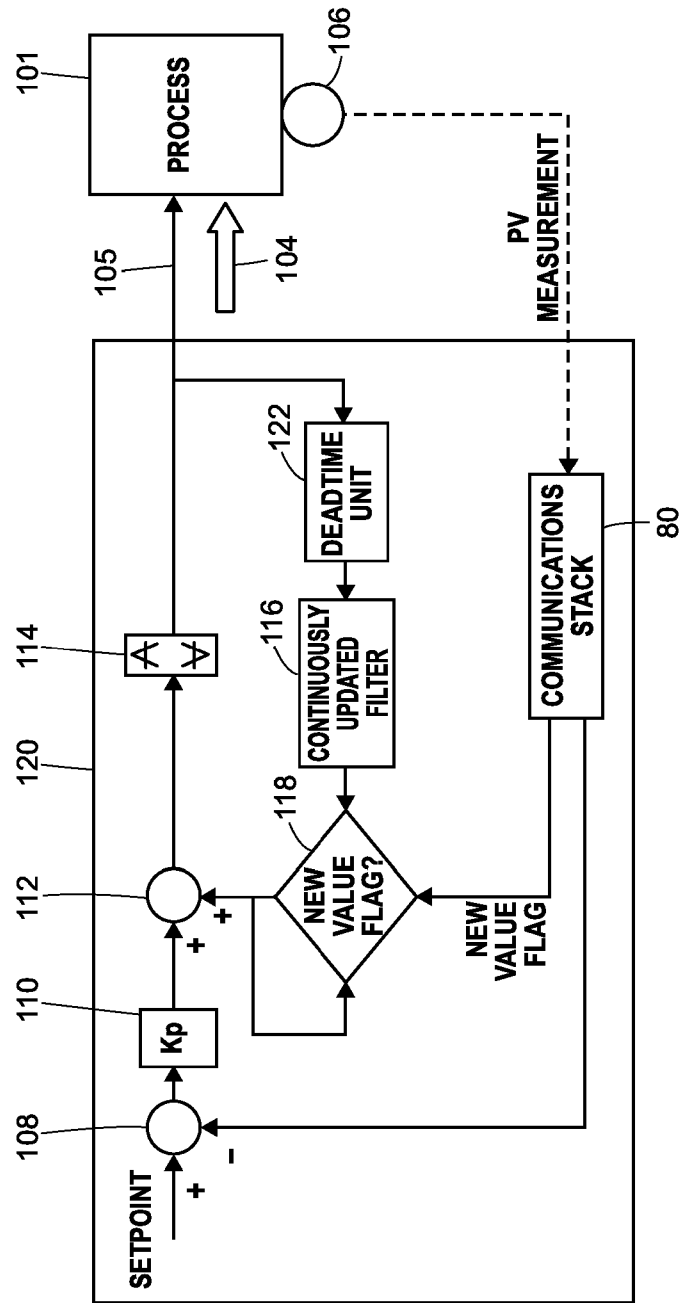 120
114
105
101
PROCESS
106
104
112
110
108
SETPOINT
+
−
Kp
+
+
118
NEW
VALUE
FLAG?
116
CONTINUOUSLY
UPDATED
FILTER
122
DEADTIME
UNIT
PV
MEASUREMENT
NEW
VALUE
FLAG
COMMUNICATIONS
STACK
80